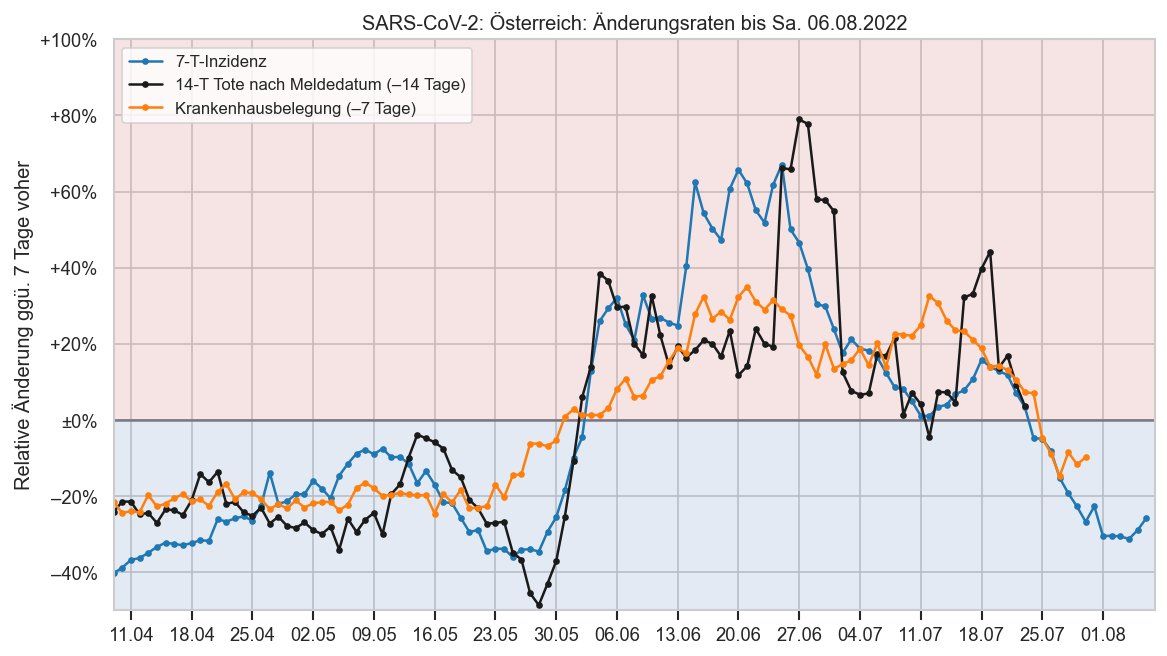 SARS-CoV-2: Österreich: Änderungsraten bis Sa. 06.08.2022
Relative Änderung ggü. 7 Tage voher
+100%
+80%
+60%
+40%
+20%
±0%
−20%
−40%
7-T-Inzidenz
14-T Tote nach Meldedatum (‒14 Tage)
Krankenhausbelegung (‒7 Tage)
11.04 18.04 25.04 02.05 09.05 16.05 23.05 30.05 06.06 13.06 20.06 27.06 04.07 11.07 18.07 25.07 01.08